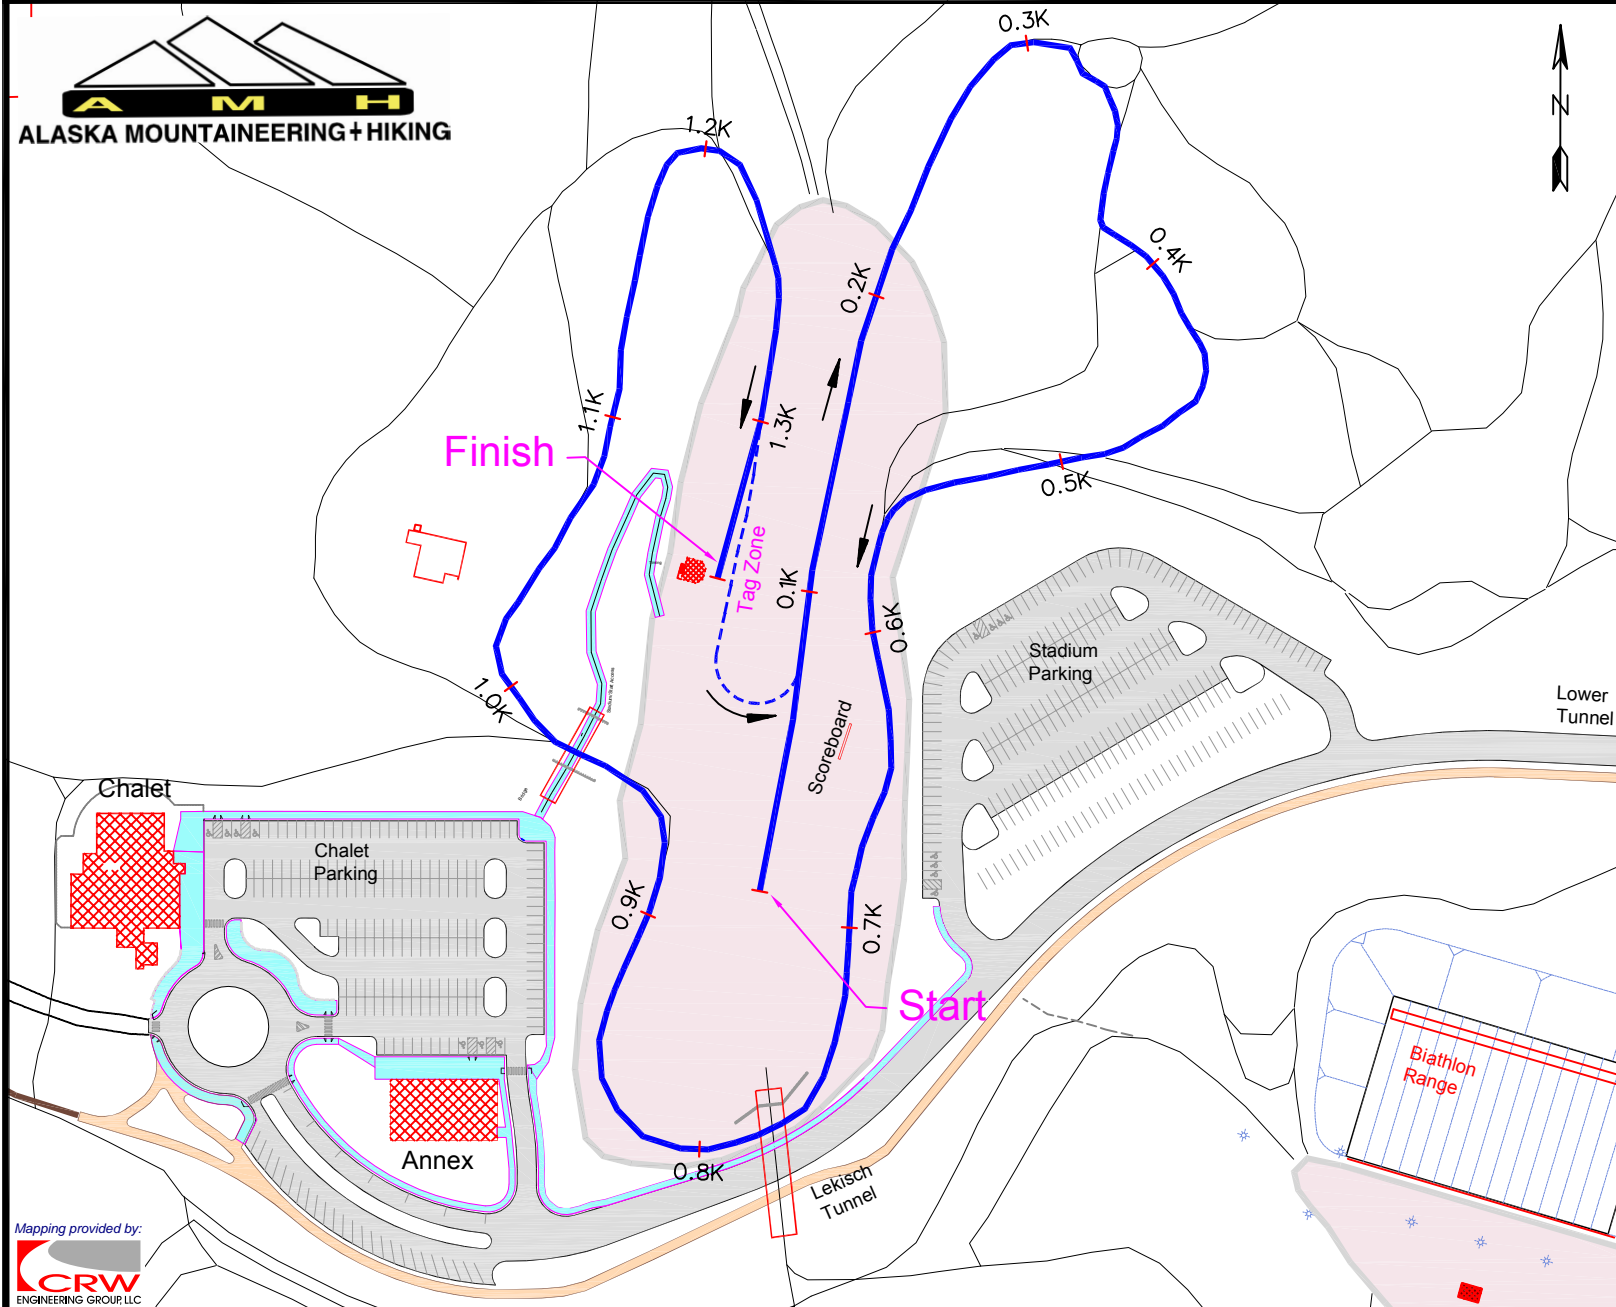 A M H
ALASKA MOUNTAINEERING+HIKING
0.3K
N
1.2K
0.4K
0.2K
1.1K
1.3K
Finish
0.5K
Tag Zone
0.1K
0.6K
Stadium
Parking
1.0K
Lower
Tunnel
Scoreboard
Chalet
Chalet
Parking
0.9K
0.7K
Start
Biathlon
Range
Annex
0.8K
Lekisch
Tunnel
Mapping provided by:
CRW
ENGINEERING GROUP, LLC